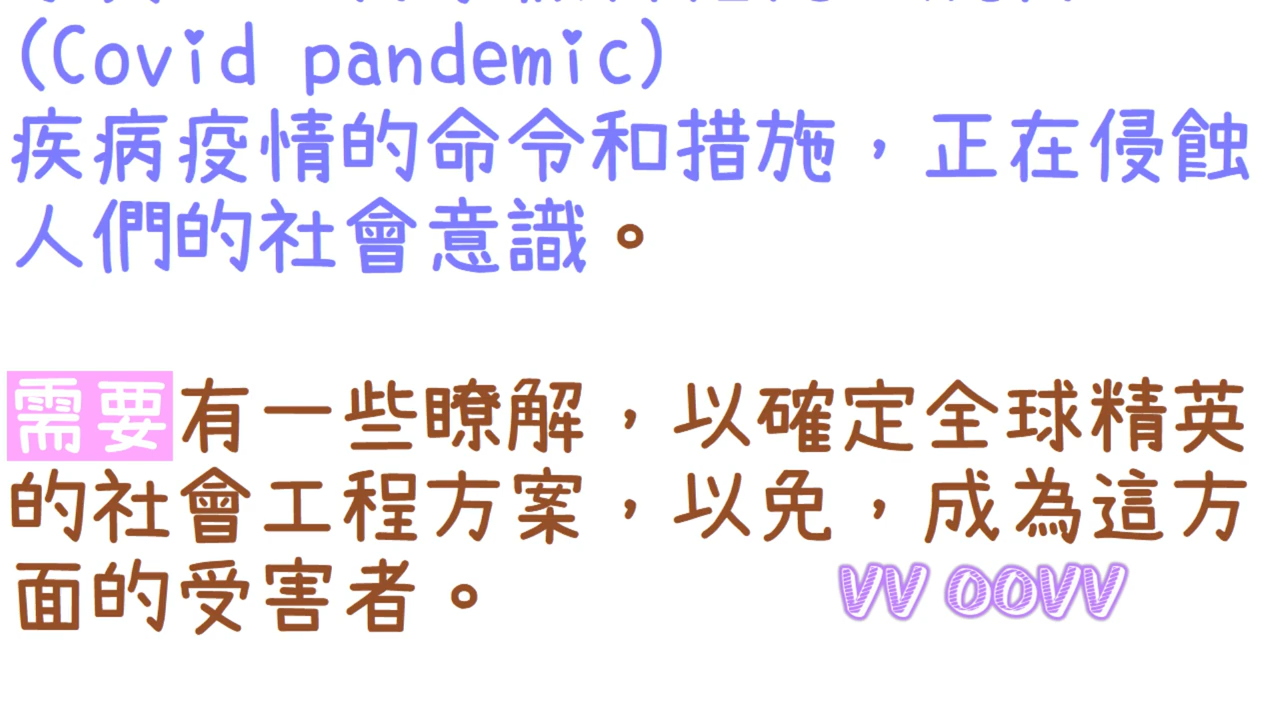 (Covid pandemic)
疾病疫情的命令和措施，正在侵蝕
人們的社會意識。
需要有一些瞭解，以確定全球精英
的社會工程方案，以免，成為這方
面的受害者。
VV OOVV